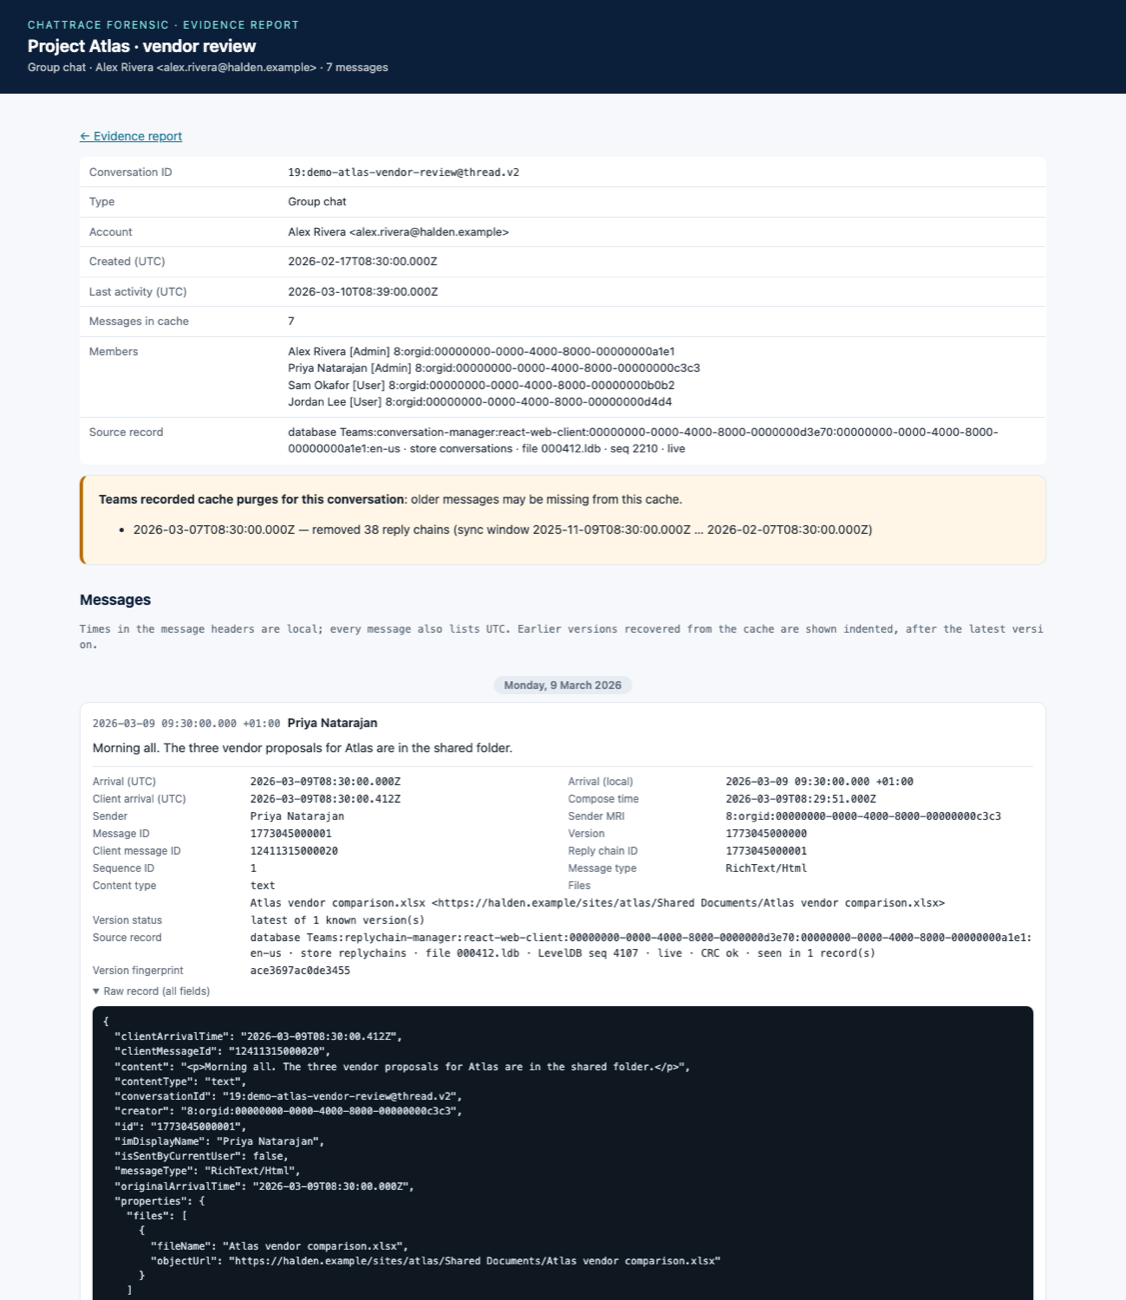 CHATTRACE FORENSIC · EVIDENCE REPORT
Project Atlas · vendor review
Group chat · Alex Rivera <alex.rivera@halden.example> · 7 messages
← Evidence report
Conversation ID 19:demo-atlas-vendor-review@thread.v2
Type Group chat
Account Alex Rivera <alex.rivera@halden.example>
Created (UTC) 2026-02-17T08:30:00.000Z
Last activity (UTC) 2026-03-10T08:39:00.000Z
Messages in cache 7
Members Alex Rivera [Admin] 8:orgid:00000000-0000-4000-8000-00000000a1e1
Priya Natarajan [Admin] 8:orgid:00000000-0000-4000-8000-00000000c3c3
Sam Okafor [User] 8:orgid:00000000-0000-4000-8000-00000000b0b2
Jordan Lee [User] 8:orgid:00000000-0000-4000-8000-00000000d4d4
Source record database Teams:conversation-manager:react-web-client:00000000-0000-4000-8000-0000000d3e70:00000000-0000-4000-8000-
00000000a1e1:en-us · store conversations · file 000412.ldb · seq 2210 · live
Teams recorded cache purges for this conversation: older messages may be missing from this cache.
• 2026-03-07T08:30:00.000Z — removed 38 reply chains (sync window 2025-11-09T08:30:00.000Z … 2026-02-07T08:30:00.000Z)
Messages
Times in the message headers are local; every message also lists UTC. Earlier versions recovered from the cache are shown indented, after the latest versi
on.
Monday, 9 March 2026
2026-03-09 09:30:00.000 +01:00 Priya Natarajan
Morning all. The three vendor proposals for Atlas are in the shared folder.
Arrival (UTC) 2026-03-09T08:30:00.000Z Arrival (local) 2026-03-09 09:30:00.000 +01:00
Client arrival (UTC) 2026-03-09T08:30:00.412Z Compose time 2026-03-09T08:29:51.000Z
Sender Priya Natarajan Sender MRI 8:orgid:00000000-0000-4000-8000-00000000c3c3
Message ID 1773045000001 Version 1773045000000
Client message ID 12411315000020 Reply chain ID 1773045000001
Sequence ID 1 Message type RichText/Html
Content type text Files
Atlas vendor comparison.xlsx <https://halden.example/sites/atlas/Shared Documents/Atlas vendor comparison.xlsx>
Version status latest of 1 known version(s)
Source record database Teams:replychain-manager:react-web-client:00000000-0000-4000-8000-0000000d3e70:00000000-0000-4000-8000-00000000a1e1:
en-us · store replychains · file 000412.ldb · LevelDB seq 4107 · live · CRC ok · seen in 1 record(s)
Version fingerprint ace3697ac0de3455
▼ Raw record (all fields)
{
"clientArrivalTime": "2026-03-09T08:30:00.412Z",
"clientMessageId": "12411315000020",
"content": "<p>Morning all. The three vendor proposals for Atlas are in the shared folder.</p>",
"contentType": "text",
"conversationId": "19:demo-atlas-vendor-review@thread.v2",
"creator": "8:orgid:00000000-0000-4000-8000-00000000c3c3",
"id": "1773045000001",
"imDisplayName": "Priya Natarajan",
"isSentByCurrentUser": false,
"messageType": "RichText/Html",
"originalArrivalTime": "2026-03-09T08:30:00.000Z",
"properties": {
"files": [
{
"fileName": "Atlas vendor comparison.xlsx",
"objectUrl": "https://halden.example/sites/atlas/Shared Documents/Atlas vendor comparison.xlsx"
}
]